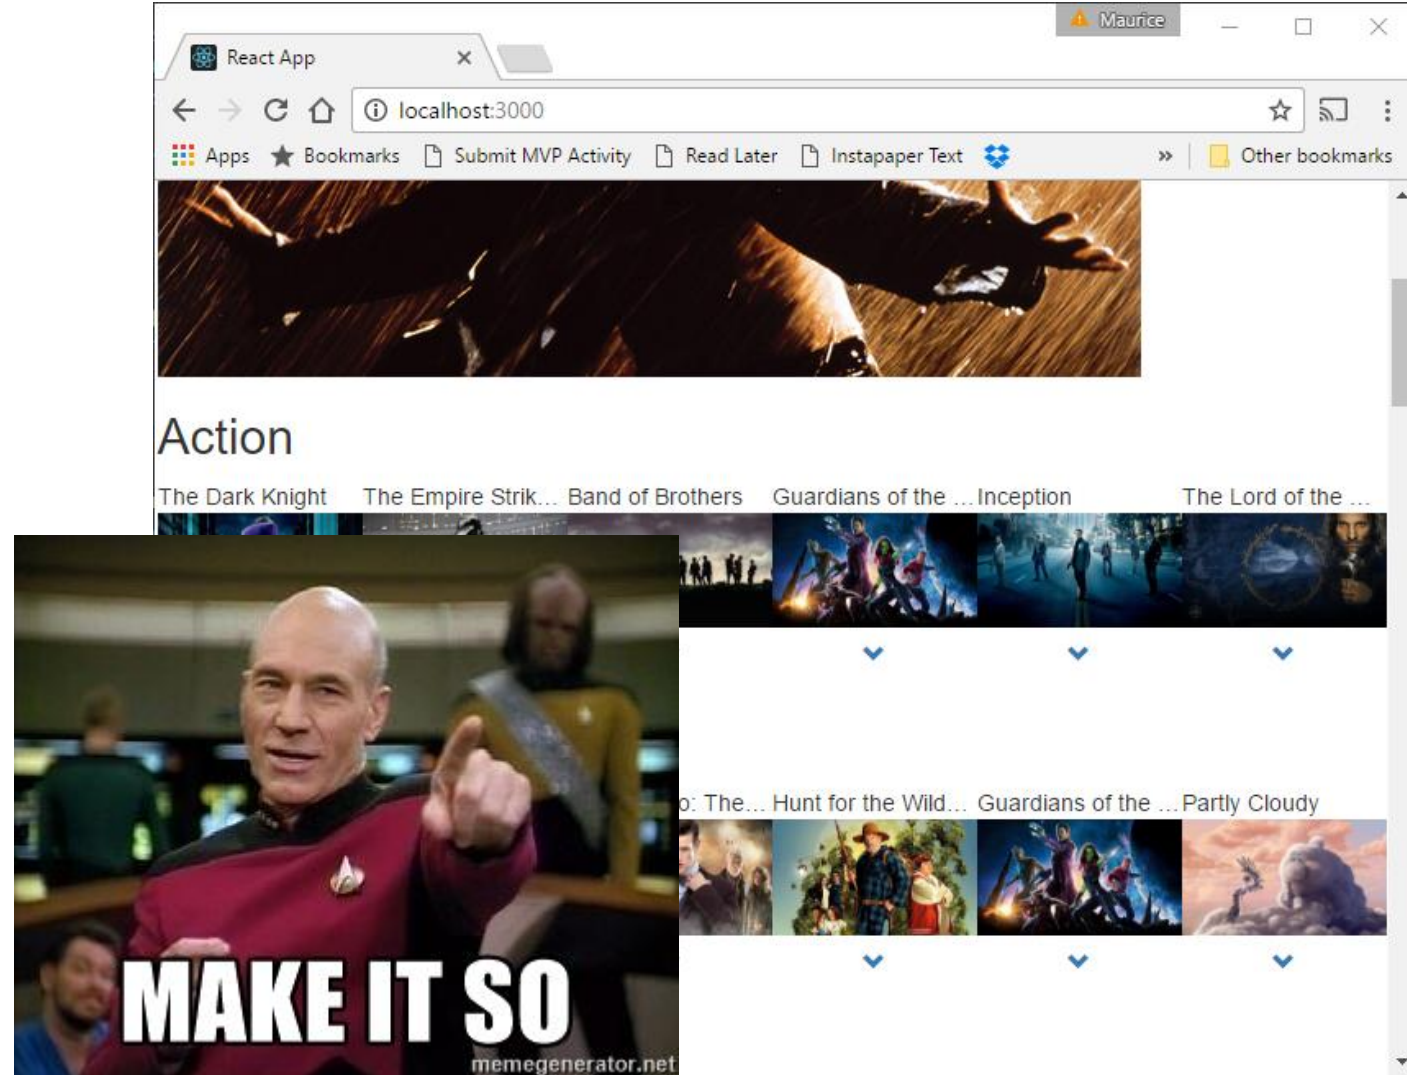 Maurice
React App
localhost:3000
Apps Bookmarks Submit MVP Activity Read Later Instapaper Text » Other bookmarks
Action
The Dark Knight The Empire Strik... Band of Brothers Guardians of the ... Inception The Lord of the ...
o: The... Hunt for the Wild... Guardians of the ... Partly Cloudy
MAKE IT SO
memegenerator.net